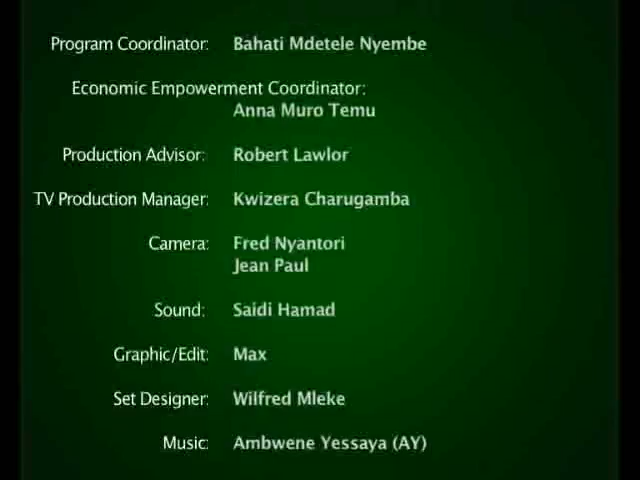 Program Coordinator: Bahati Mdetele Nyembe
Economic Empowerment Coordinator:
Anna Muro Temu
Production Advisor: Robert Lawlor
TV Production Manager: Kwizera Charugamba
Camera: Fred Nyantori
Jean Paul
Sound: Saidi Hamad
Graphic/Edit: Max
Set Designer: Wilfred Mleke
Music: Ambwene Yessaya (AY)